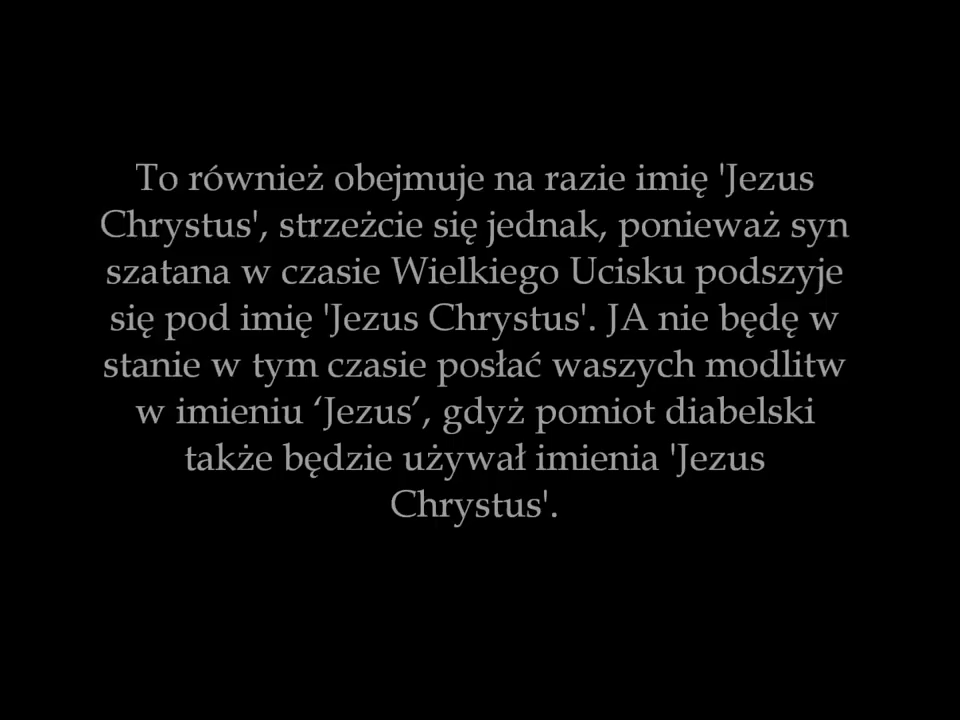 To również obejmuje na razie imię 'Jezus
Chrystus', strzeżcie się jednak, ponieważ syn
szatana w czasie Wielkiego Ucisku podszyje
się pod imię 'Jezus Chrystus'. JA nie będę w
stanie w tym czasie posłać waszych modlitw
w imieniu ‘Jezus’, gdyż pomiot diabelski
także będzie używał imienia 'Jezus
Chrystus'.